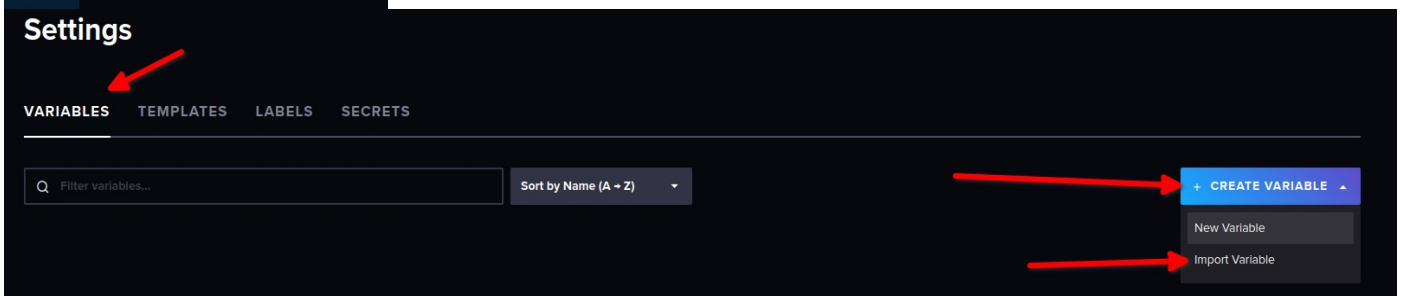 Settings
VARIABLES TEMPLATES LABELS SECRETS
Filter variables... Sort by Name (A → Z) + CREATE VARIABLE
New Variable
Import Variable